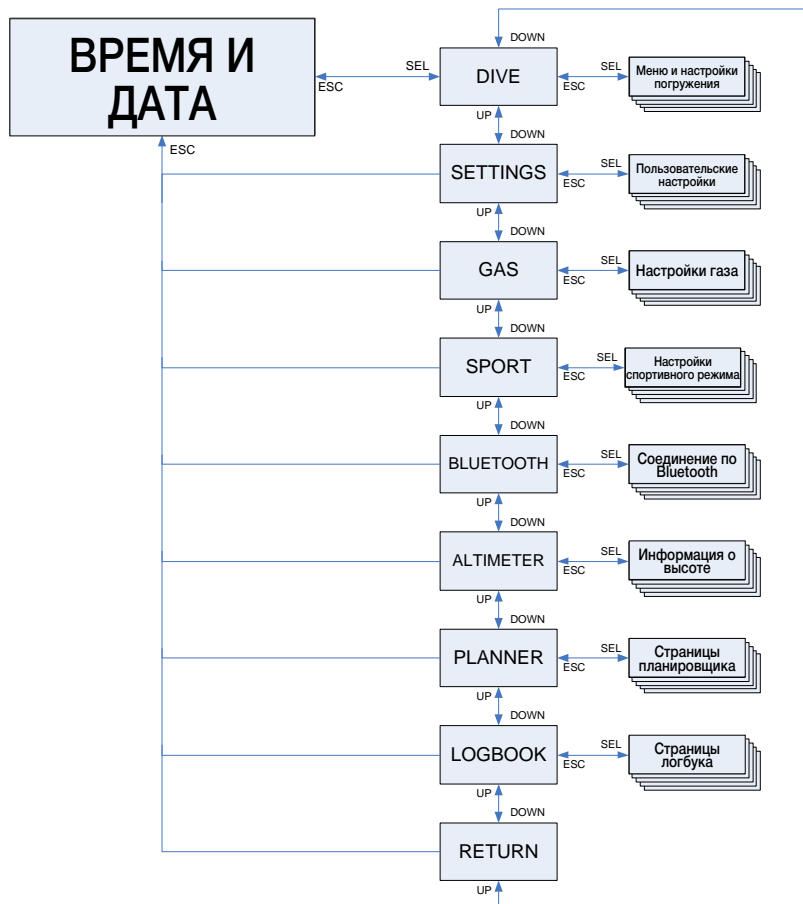 DOWN
ВРЕМЯ И
ДАТА
SEL
ESC
DIVE
SEL
ESC
Меню и настройки
погружения
UP
DOWN
ESC
SETTINGS
SEL
ESC
Пользовательские
настройки
UP
DOWN
GAS
SEL
ESC
Настройки газа
UP
DOWN
SPORT
SEL
ESC
Настройки
спортивного режима
UP
DOWN
BLUETOOTH
SEL
ESC
Соединение по
Bluetooth
UP
DOWN
ALTIMETER
SEL
ESC
Информация о
высоте
UP
DOWN
PLANNER
SEL
ESC
Страницы
планировщика
UP
DOWN
LOGBOOK
SEL
ESC
Страницы
логбука
UP
DOWN
RETURN
UP